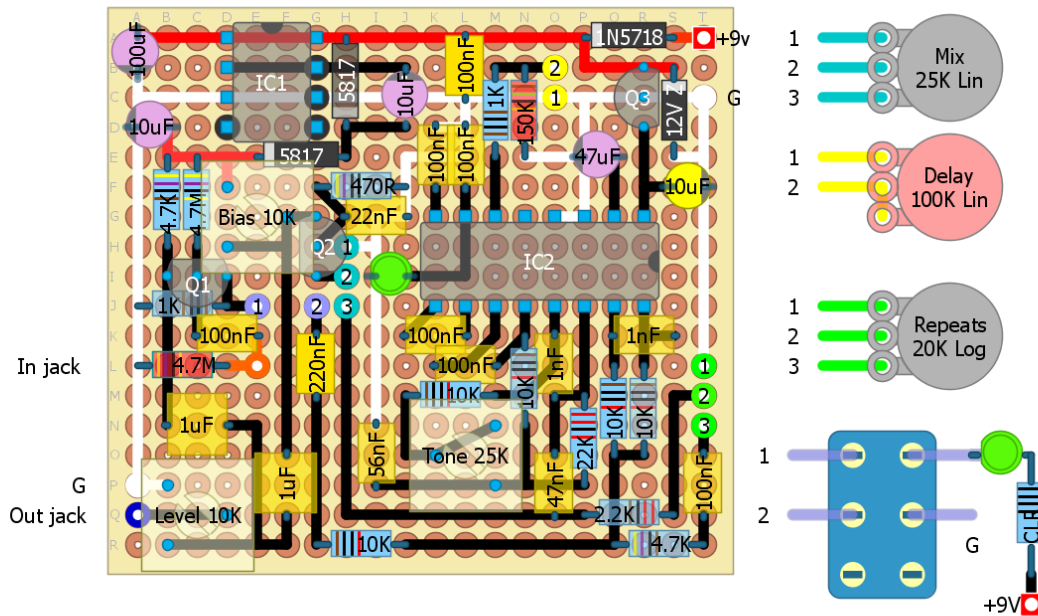 A B C D E F G H I J K L M N O P Q R S T
A
B
C
D
E
F
G
H
I
J
K
L
M
N
O
P
Q
R
100uF
IC1
5817
100nF
1N5718
+9v
10uF
2
1
1K
150K
Q3
12V Z
G
10uF
5817
100nF
100nF
47uF
4.7K
4.7M
470R
10uF
Bias 10K
22nF
Q2
1
2
3
IC2
Q1
1K
1
2
100nF
100nF
1nF
In jack
4.7M
220nF
100nF
10K
1nF
1
2
3
10K
10K
10K
22K
1uF
56nF
Tone 25K
1uF
47nF
100nF
G
Out jack
Level 10K
2.2K
10K
4.7K
1
2
3
Mix
25K Lin
1
2
Delay
100K Lin
1
2
3
Repeats
20K Log
1
2
G
CLR
+9V